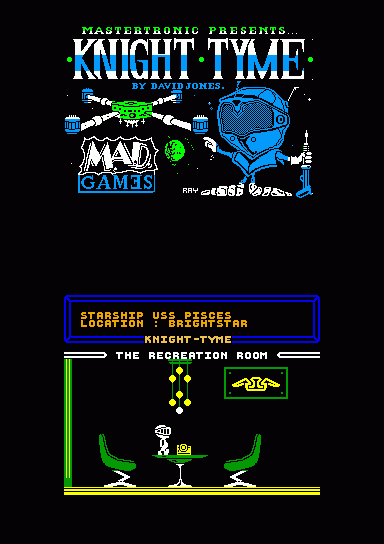 MASTERTRONIC PRESENTS...
KNIGHT·TYME
BY DAVID JONES.
MAD
GAMES
RAY
STARSHIP USS PISCES
LOCATION : BRIGHTSTAR
KNIGHT-TYME
THE RECREATION ROOM